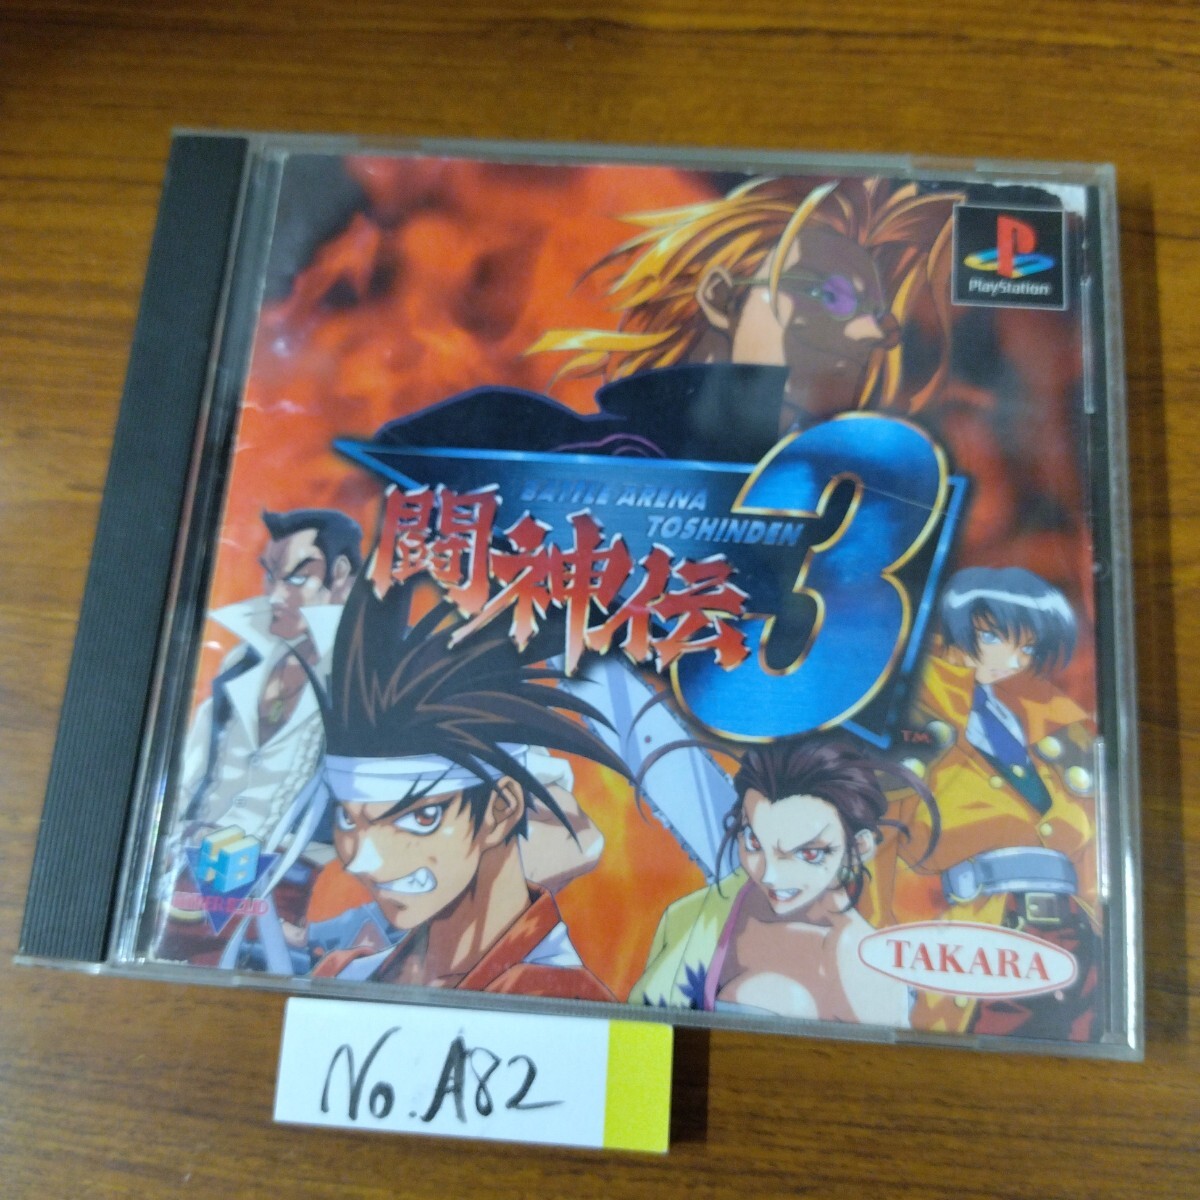 PlayStation
BATTLE ARENA
TOSHINDEN
闘神伝3
TM
TAKARA
No. A82